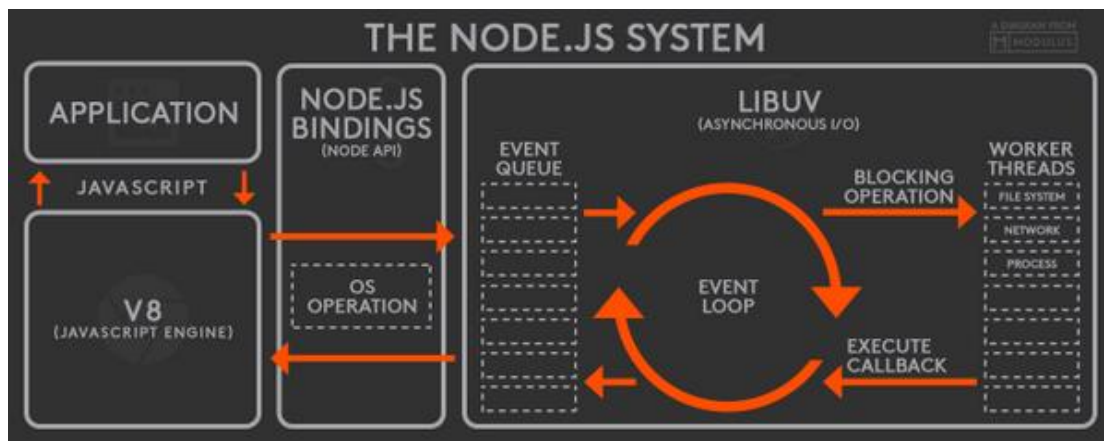 THE NODE.JS SYSTEM
A DIAGRAM FROM
MODULUS
APPLICATION
JAVASCRIPT
V8
(JAVASCRIPT ENGINE)
NODE.JS
BINDINGS
(NODE API)
OS
OPERATION
LIBUV
(ASYNCHRONOUS I/O)
EVENT
QUEUE
EVENT
LOOP
BLOCKING
OPERATION
EXECUTE
CALLBACK
WORKER
THREADS
FILE SYSTEM
NETWORK
PROCESS